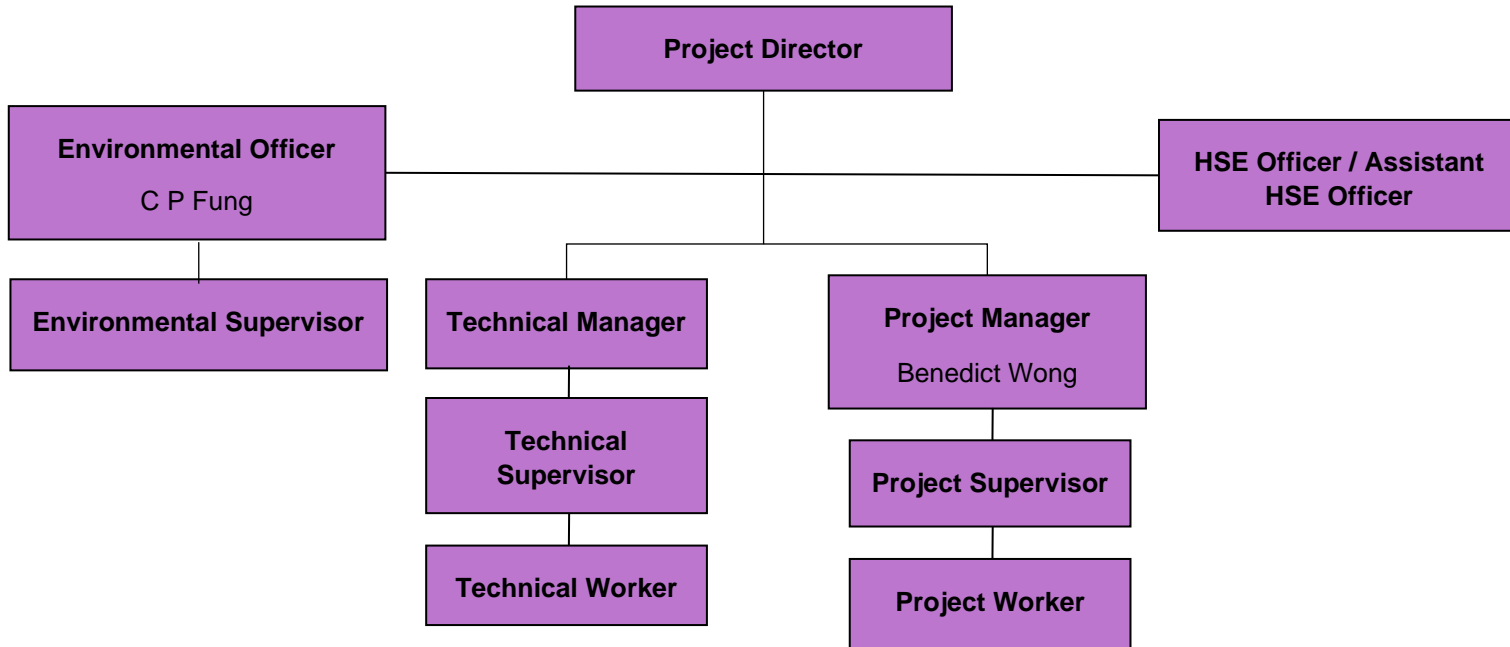 Project Director
Environmental Officer
C P Fung
HSE Officer / Assistant
HSE Officer
Environmental Supervisor
Technical Manager
Project Manager
Benedict Wong
Technical
Supervisor
Project Supervisor
Technical Worker
Project Worker